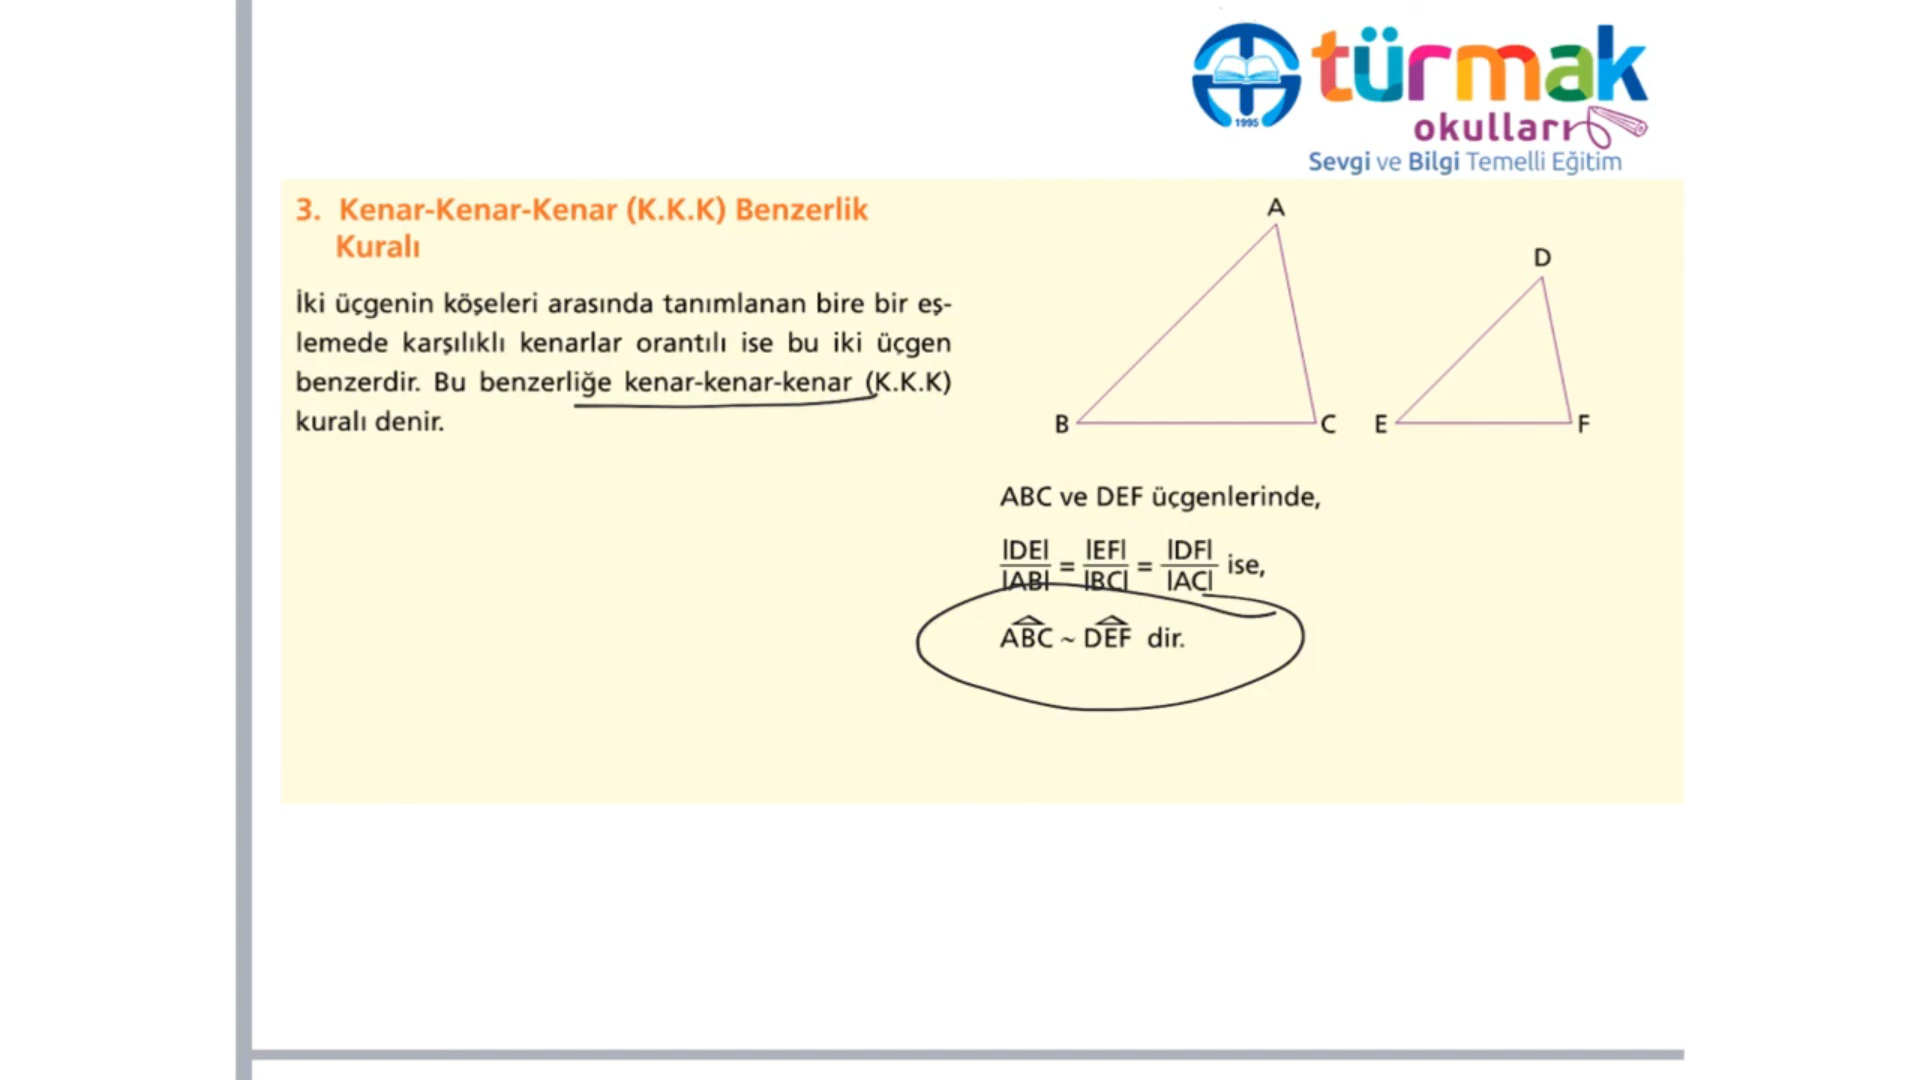 1995
türmak
okulları
Sevgi ve Bilgi Temelli Eğitim
3. Kenar-Kenar-Kenar (K.K.K) Benzerlik
Kuralı
İki üçgenin köşeleri arasında tanımlanan bire bir eş-
lemede karşılıklı kenarlar orantılı ise bu iki üçgen
benzerdir. Bu benzerliğe kenar-kenar-kenar (K.K.K)
kuralı denir.
A
D
B
C
E
F
ABC ve DEF üçgenlerinde,
|DE|/|AB| = |EF|/|BC| = |DF|/|AC| ise,
ABC ~ DEF dir.